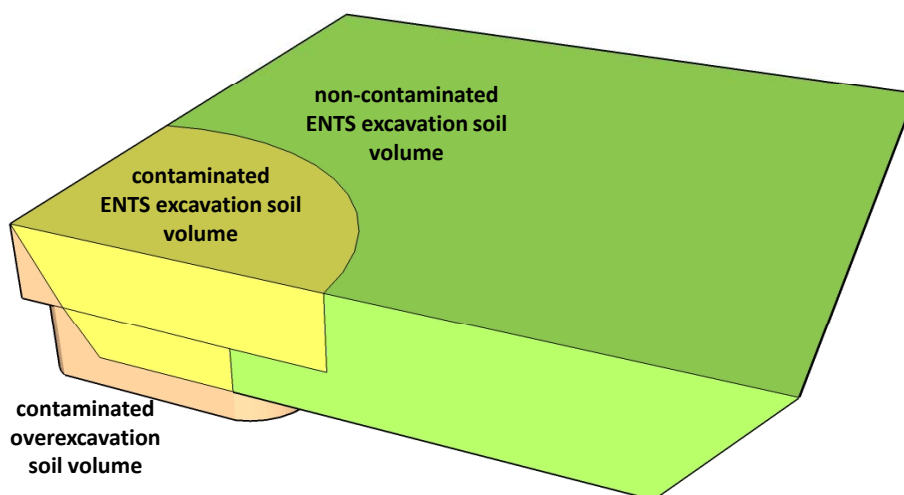 non-contaminated
ENTS excavation soil
volume
contaminated
ENTS excavation soil
volume
contaminated
overexcavation
soil volume